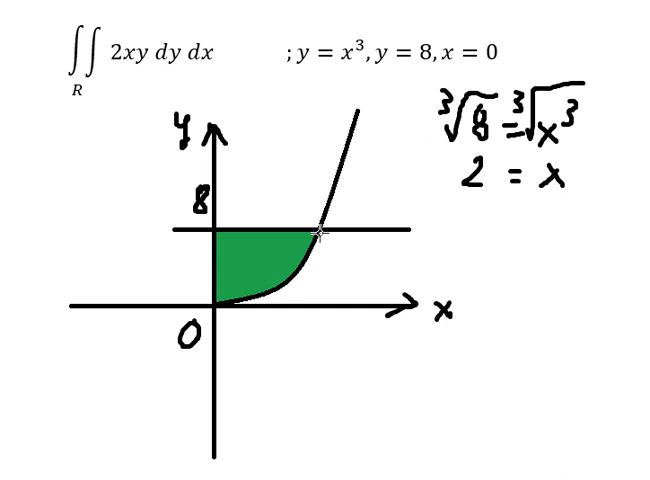 ∬ 2xy dy dx ; y = x³, y = 8, x = 0
R
y
∛8 = ∛x³
2 = x
8
x
0